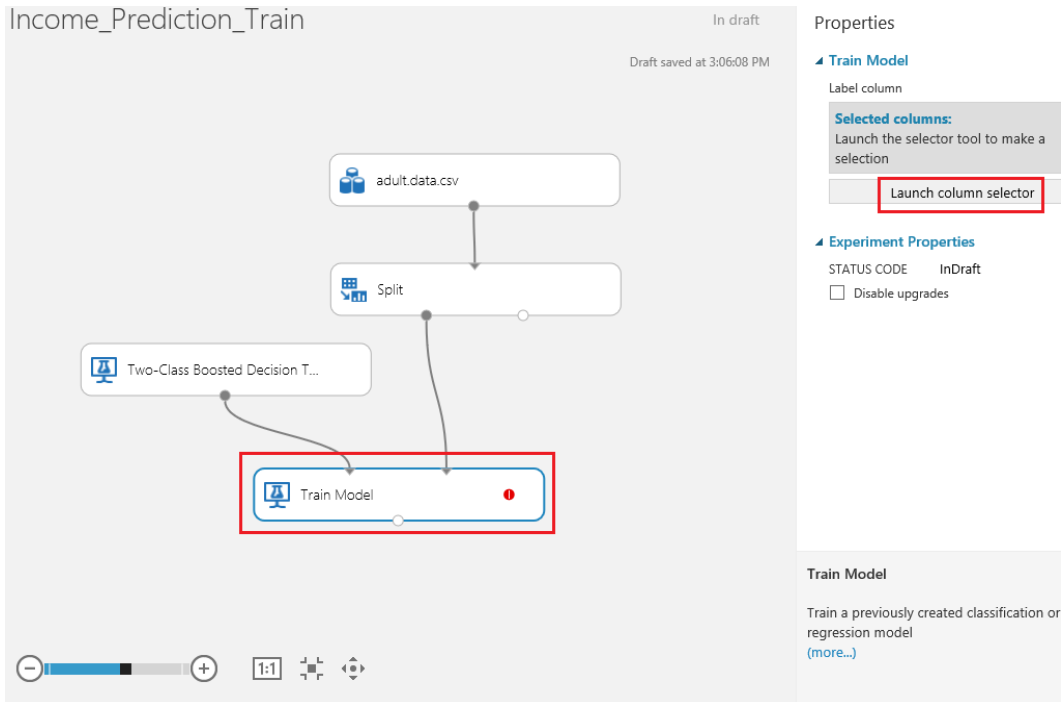 Income_Prediction_Train
In draft
Draft saved at 3:06:08 PM
adult.data.csv
Split
Two-Class Boosted Decision T...
Train Model
1:1
Properties
Train Model
Label column
Selected columns:
Launch the selector tool to make a
selection
Launch column selector
Experiment Properties
STATUS CODE InDraft
Disable upgrades
Train Model
Train a previously created classification or
regression model
(more...)